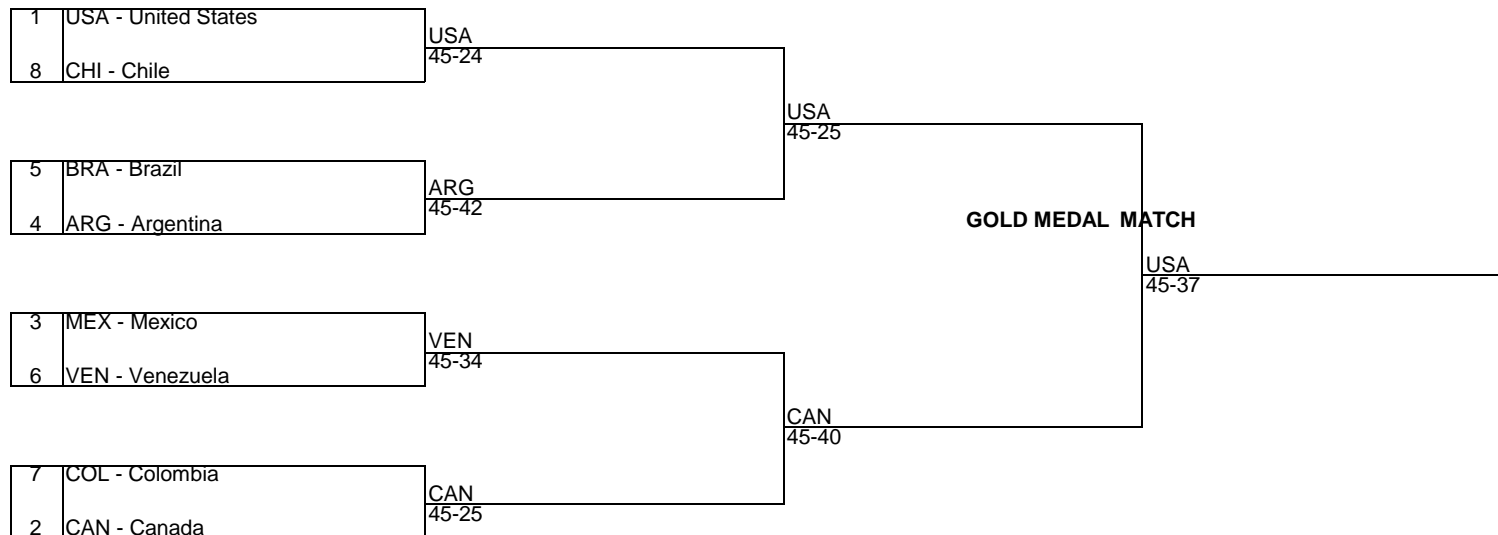 1 USA - United States
USA
45-24
8 CHI - Chile
USA
45-25
5 BRA - Brazil
ARG
45-42
4 ARG - Argentina
GOLD MEDAL MATCH
USA
45-37
3 MEX - Mexico
VEN
45-34
6 VEN - Venezuela
CAN
45-40
7 COL - Colombia
CAN
45-25
2 CAN - Canada